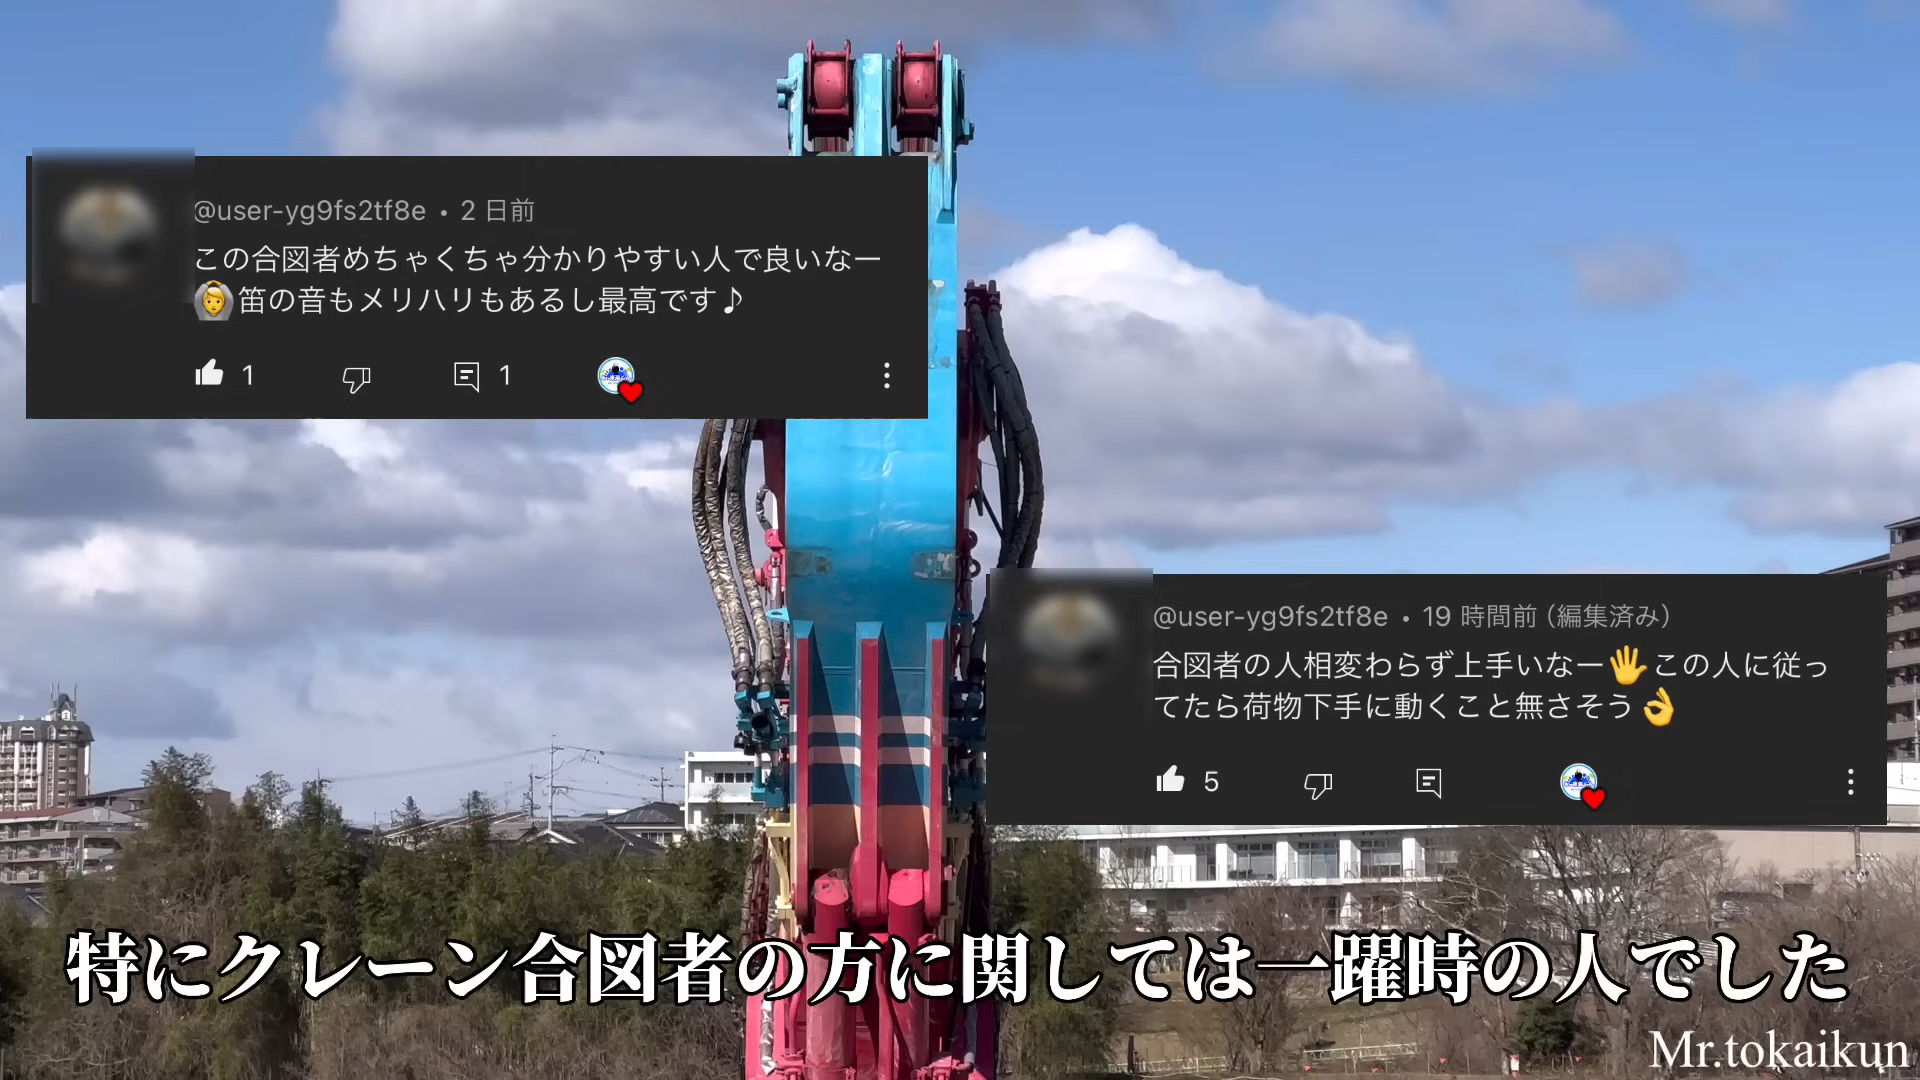 @user-yg9fs2tf8e • 2 日前
この合図者めちゃくちゃ分かりやすい人で良いなー
🙆‍♂️笛の音もメリハリもあるし最高です♪
1 1
@user-yg9fs2tf8e • 19 時間前（編集済み）
合図者の人相変わらず上手いなー🖐️この人に従っ
てたら荷物下手に動くこと無さそう👌
5
特にクレーン合図者の方に関しては一躍時の人でした
Mr.tokaikun